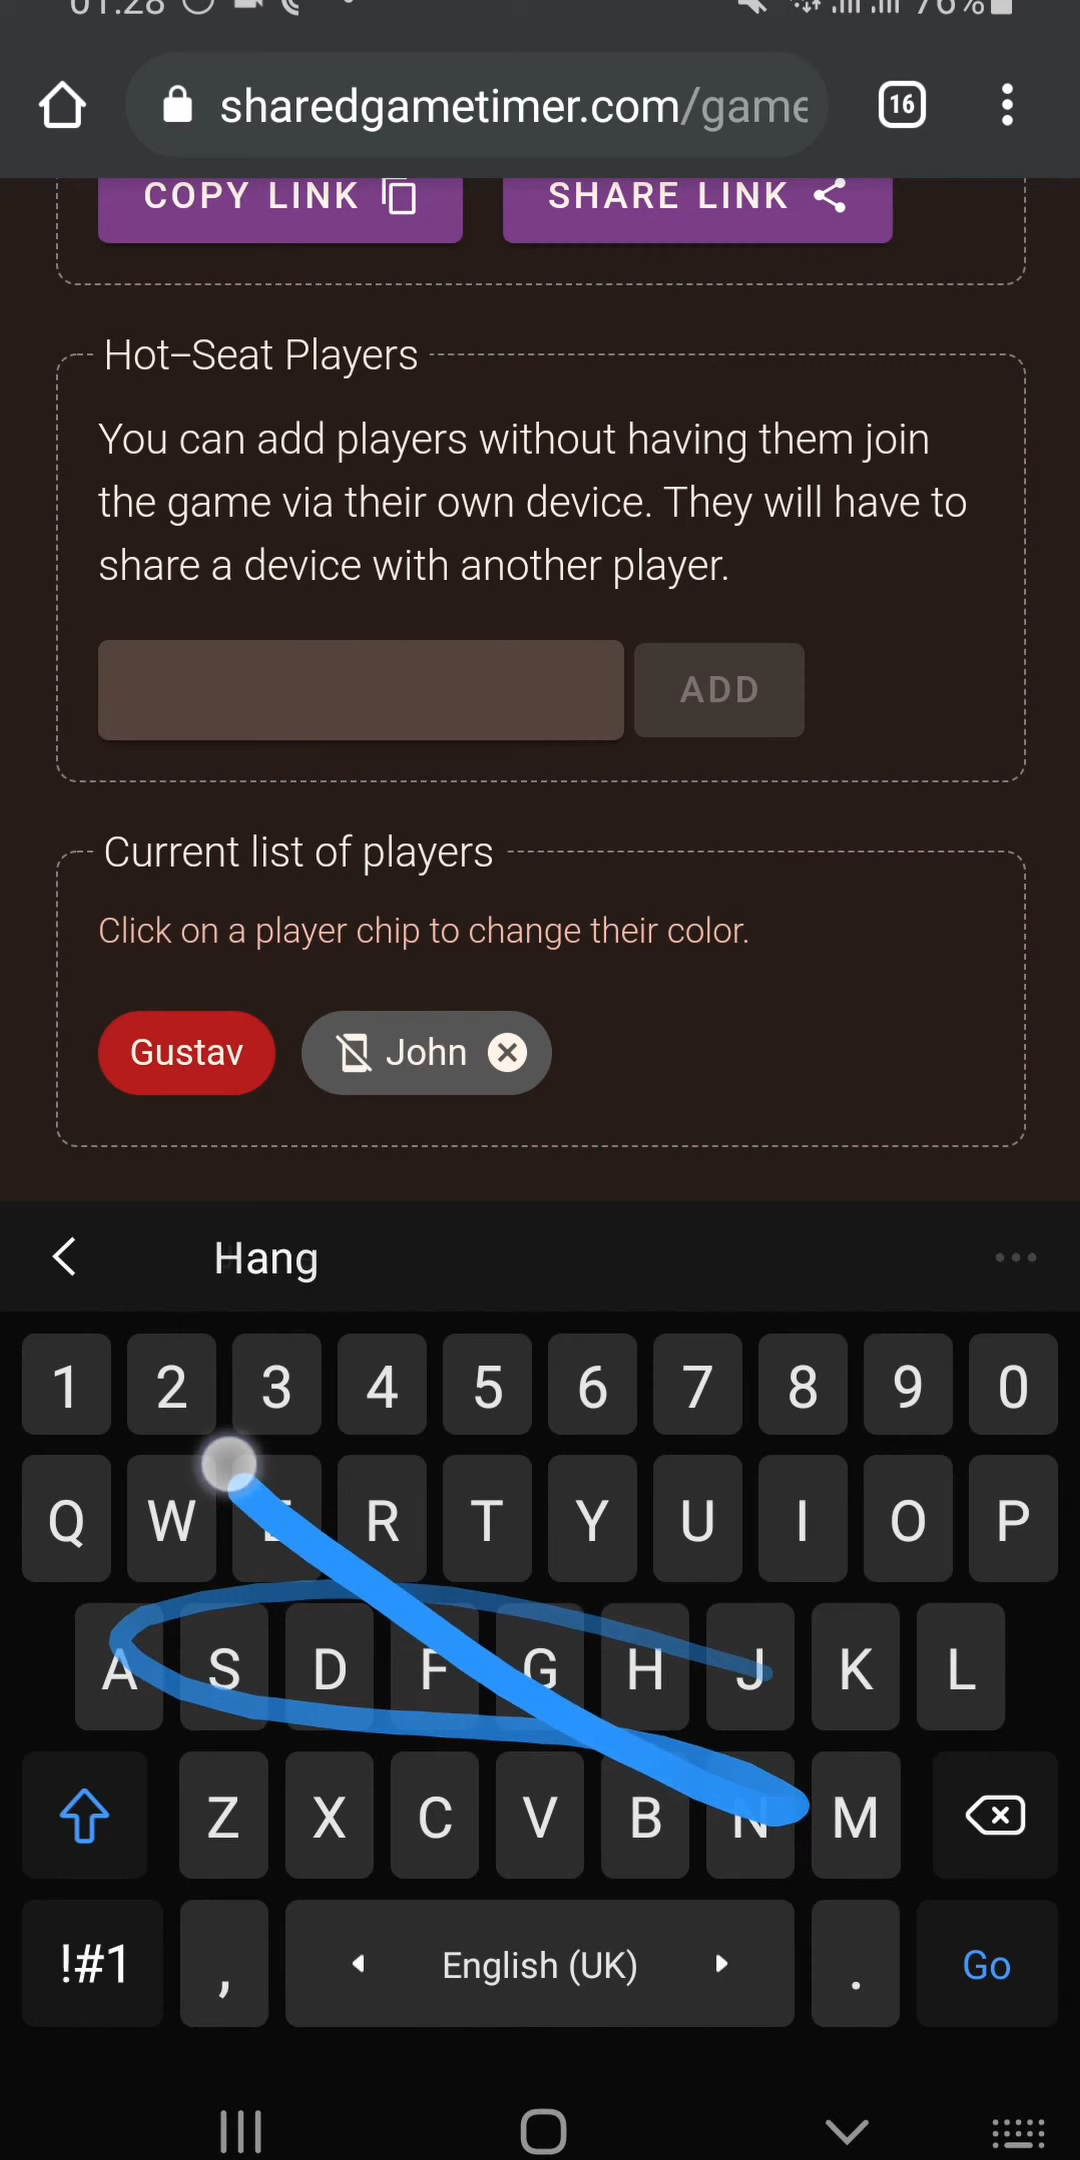 01:28 76%
sharedgametimer.com/game 16
COPY LINK SHARE LINK
Hot-Seat Players
You can add players without having them join
the game via their own device. They will have to
share a device with another player.
ADD
Current list of players
Click on a player chip to change their color.
Gustav John
Hang
1 2 3 4 5 6 7 8 9 0
Q W E R T Y U I O P
A S D F G H J K L
Z X C V B N M
!#1 , English (UK) . Go